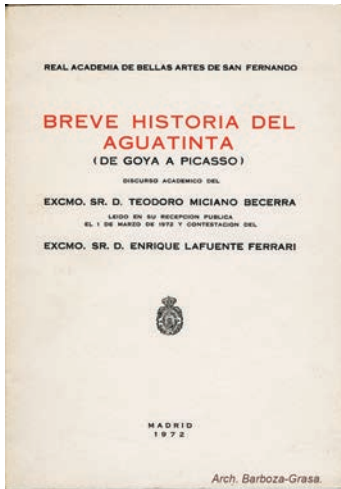 REAL ACADEMIA DE BELLAS ARTES DE SAN FERNANDO
BREVE HISTORIA DEL
AGUATINTA
(DE GOYA A PICASSO)
DISCURSO ACADEMICO DEL
EXCMO. SR. D. TEODORO MICIANO BECERRA
LEIDO EN SU RECEPCION PUBLICA
EL 1 DE MARZO DE 1972 Y CONTESTACION DEL
EXCMO. SR. D. ENRIQUE LAFUENTE FERRARI
MADRID
1972
Arch. Barboza-Grasa.